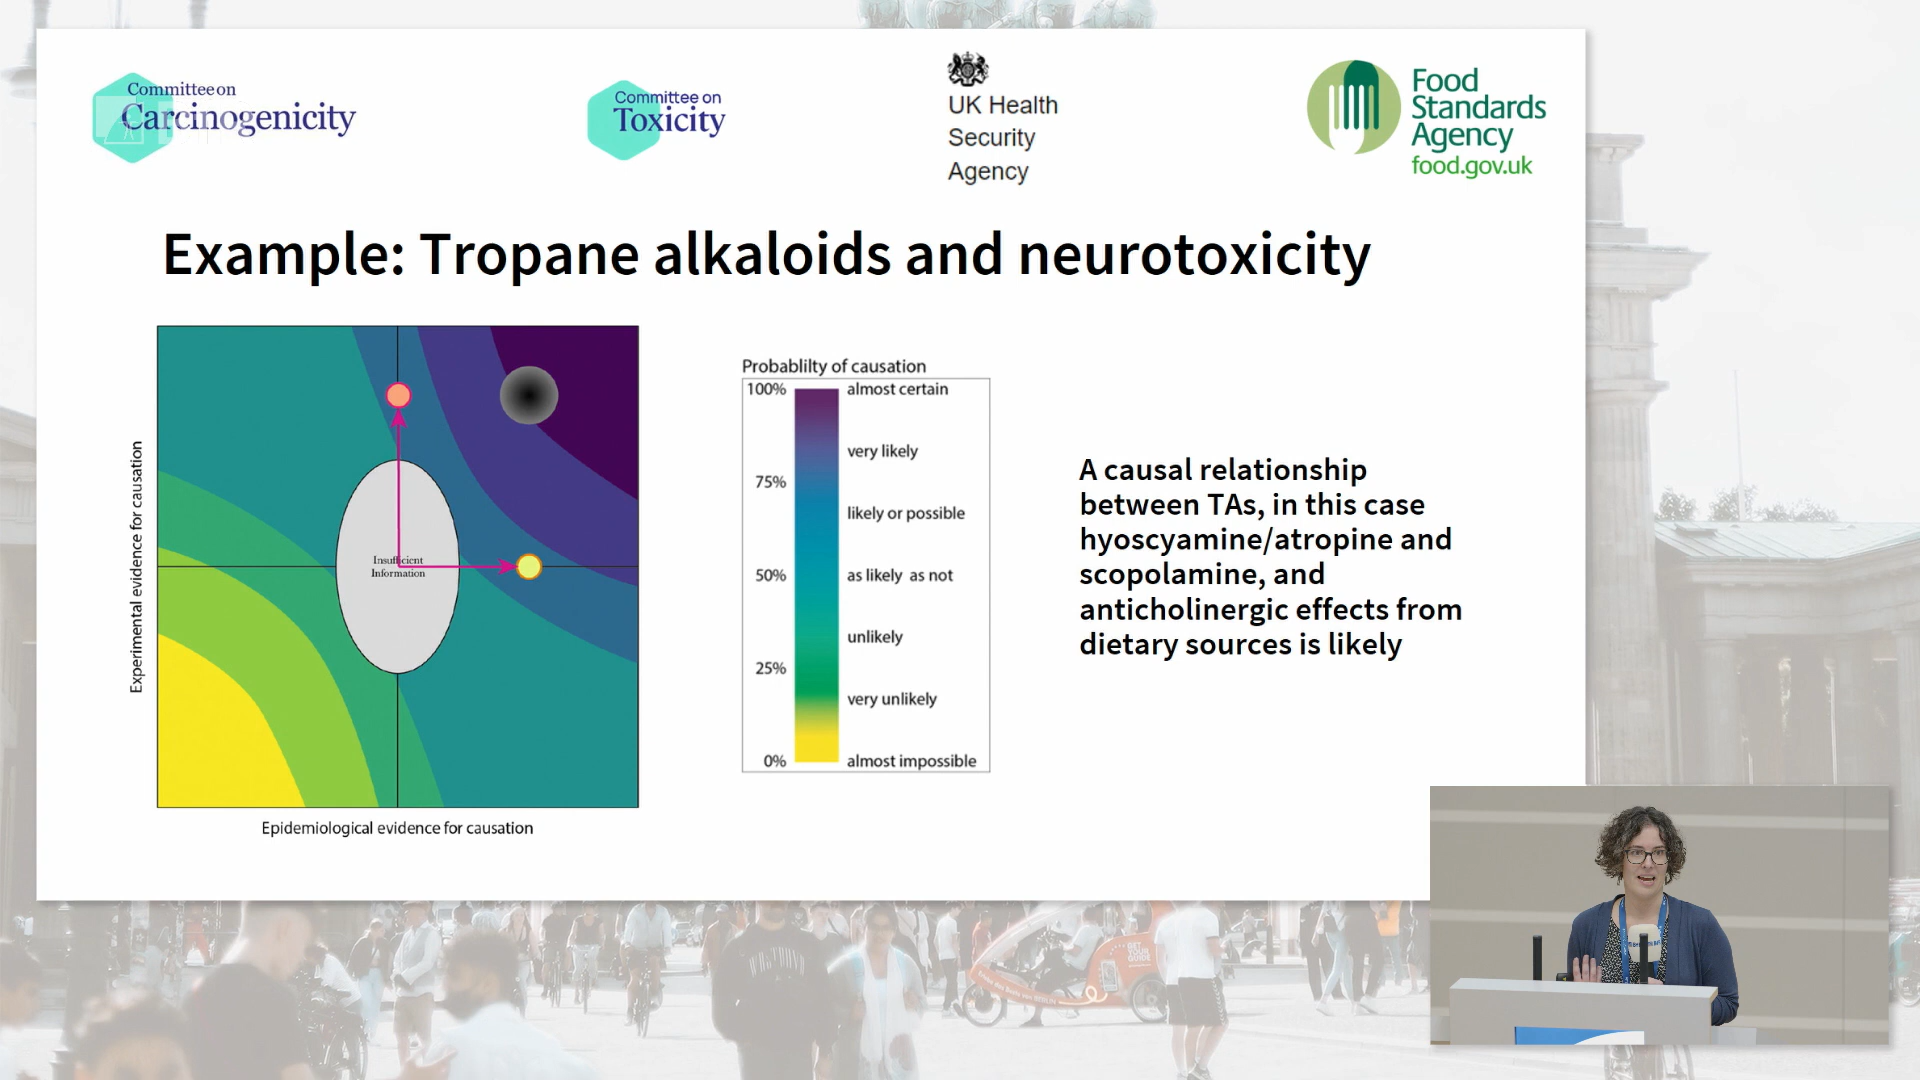 Committee on
Carcinogenicity
Committee on
Toxicity
UK Health
Security
Agency
Food
Standards
Agency
food.gov.uk
Example: Tropane alkaloids and neurotoxicity
Experimental evidence for causation
Insufficient
Information
Epidemiological evidence for causation
Probablilty of causation
100% almost certain
very likely
75%
likely or possible
50% as likely as not
unlikely
25%
very unlikely
0% almost impossible
A causal relationship
between TAs, in this case
hyoscyamine/atropine and
scopolamine, and
anticholinergic effects from
dietary sources is likely
GET
YOUR
GUIDE